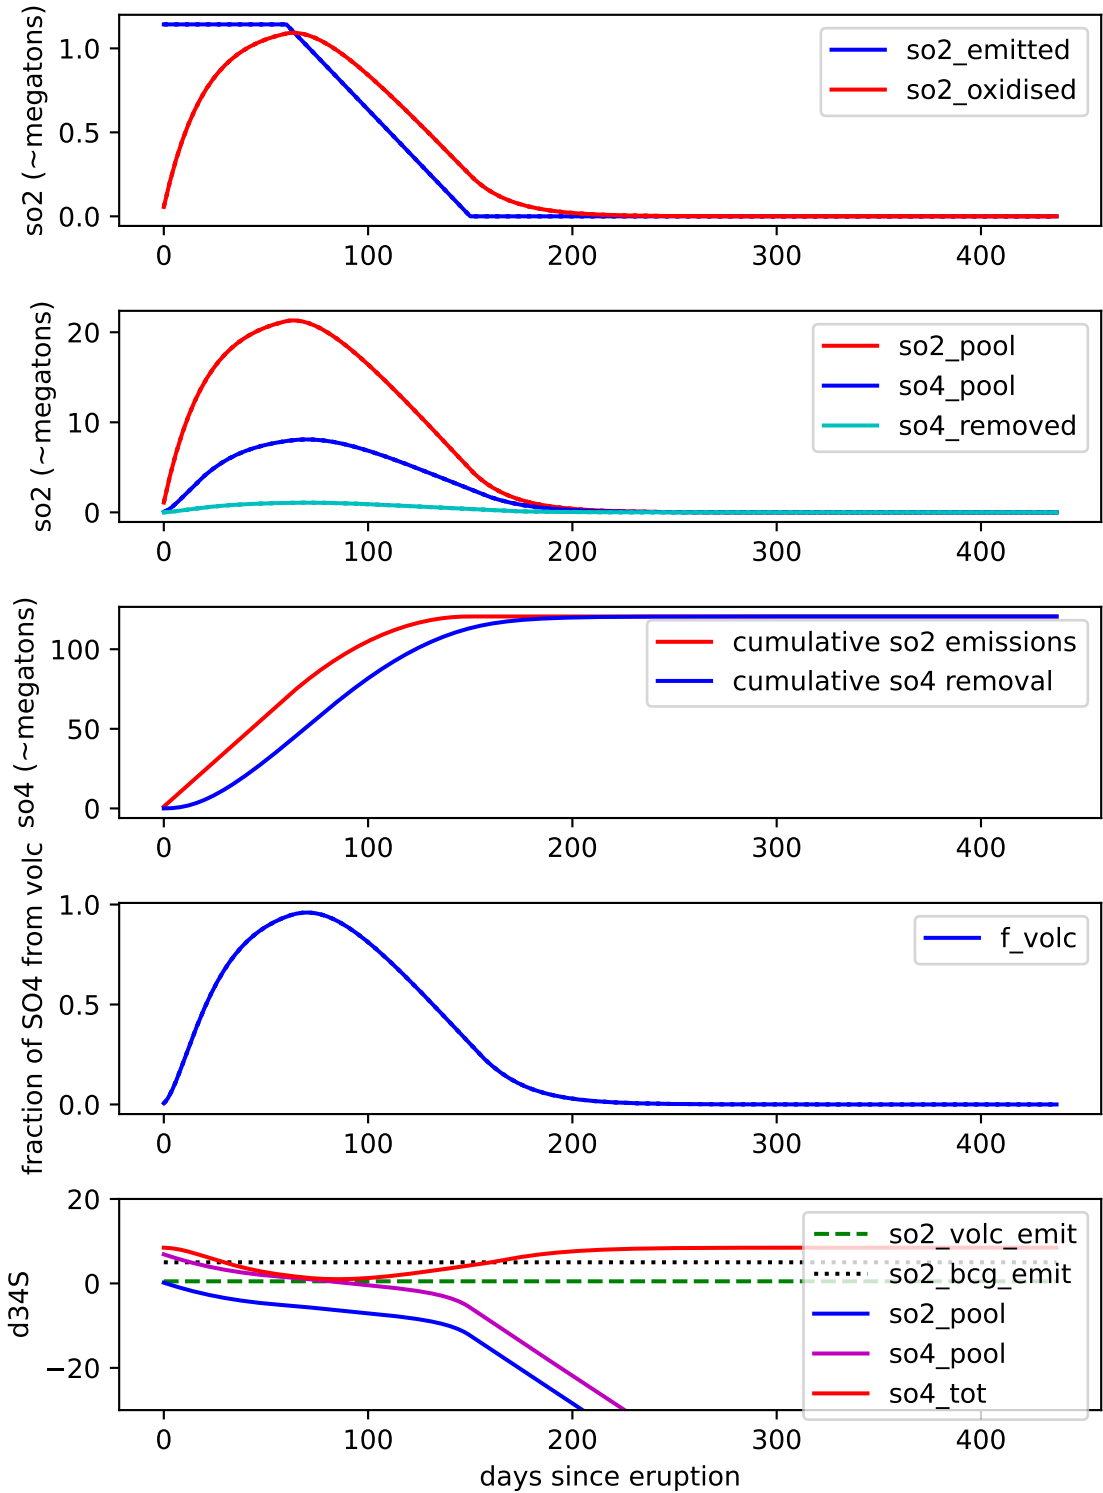 so2 (~megatons)
1.0
0.5
0.0
so2_emitted
so2_oxidised
0 100 200 300 400
so2 (~megatons)
20
10
0
so2_pool
so4_pool
so4_removed
0 100 200 300 400
so4 (~megatons)
100
50
0
cumulative so2 emissions
cumulative so4 removal
0 100 200 300 400
fraction of SO4 from volc
1.0
0.5
0.0
f_volc
0 100 200 300 400
d34S
20
0
−20
so2_volc_emit
so2_bcg_emit
so2_pool
so4_pool
so4_tot
0 100 200 300 400
days since eruption